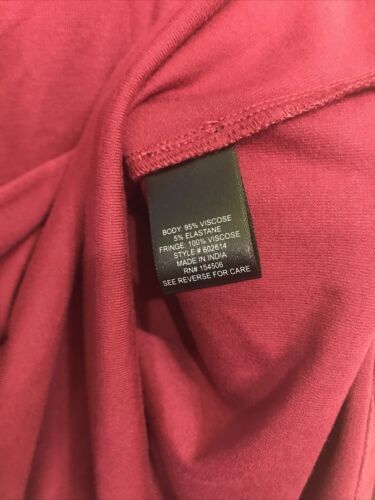 BODY: 95% VISCOSE
5% ELASTANE
FRINGE: 100% VISCOSE
STYLE # 602614
MADE IN INDIA
RN# 154506
SEE REVERSE FOR CARE